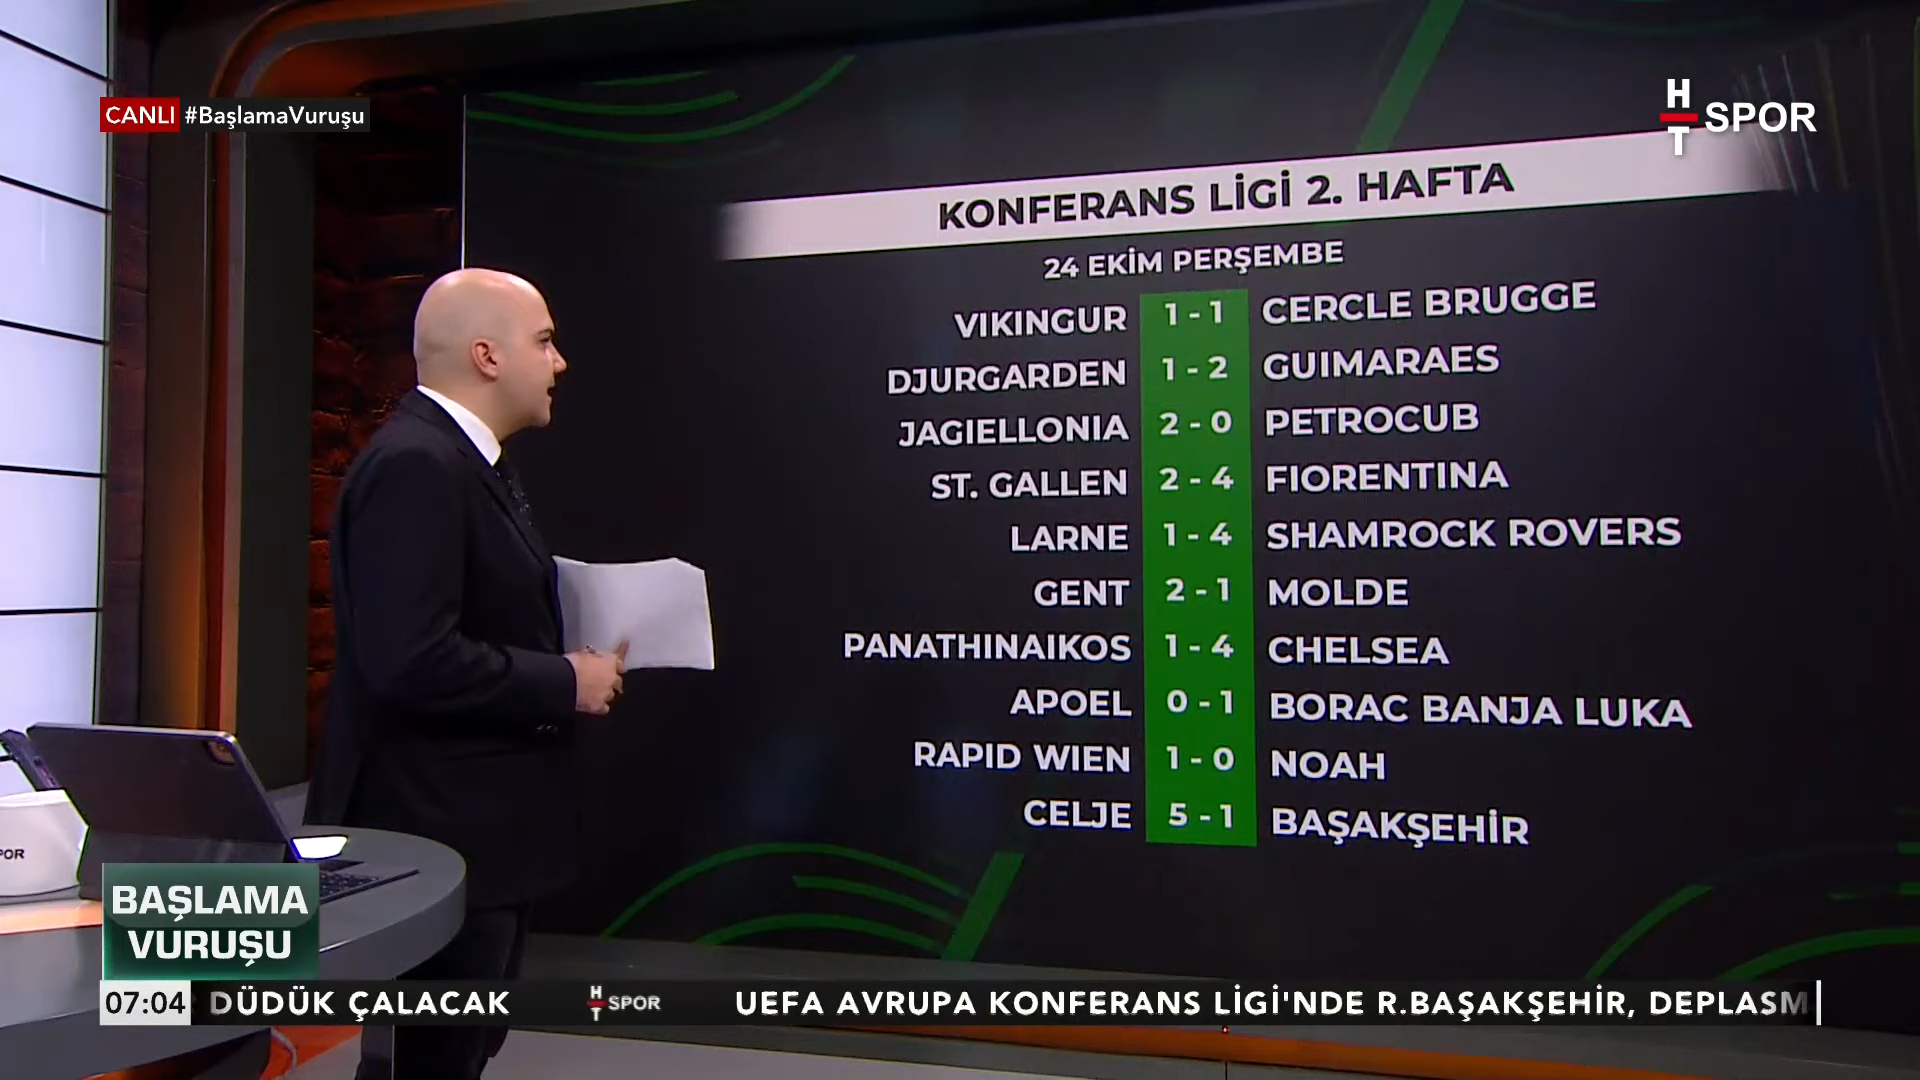 CANLI #BaşlamaVuruşu
HT SPOR
KONFERANS LİGİ 2. HAFTA
24 EKİM PERŞEMBE
VIKINGUR 1 - 1 CERCLE BRUGGE
DJURGARDEN 1 - 2 GUIMARAES
JAGIELLONIA 2 - 0 PETROCUB
ST. GALLEN 2 - 4 FIORENTINA
LARNE 1 - 4 SHAMROCK ROVERS
GENT 2 - 1 MOLDE
PANATHINAIKOS 1 - 4 CHELSEA
APOEL 0 - 1 BORAC BANJA LUKA
RAPID WIEN 1 - 0 NOAH
CELJE 5 - 1 BAŞAKŞEHİR
POR
BAŞLAMA
VURUŞU
07:04 DÜDÜK ÇALACAK HT SPOR UEFA AVRUPA KONFERANS LİGİ'NDE R.BAŞAKŞEHİR, DEPLASM